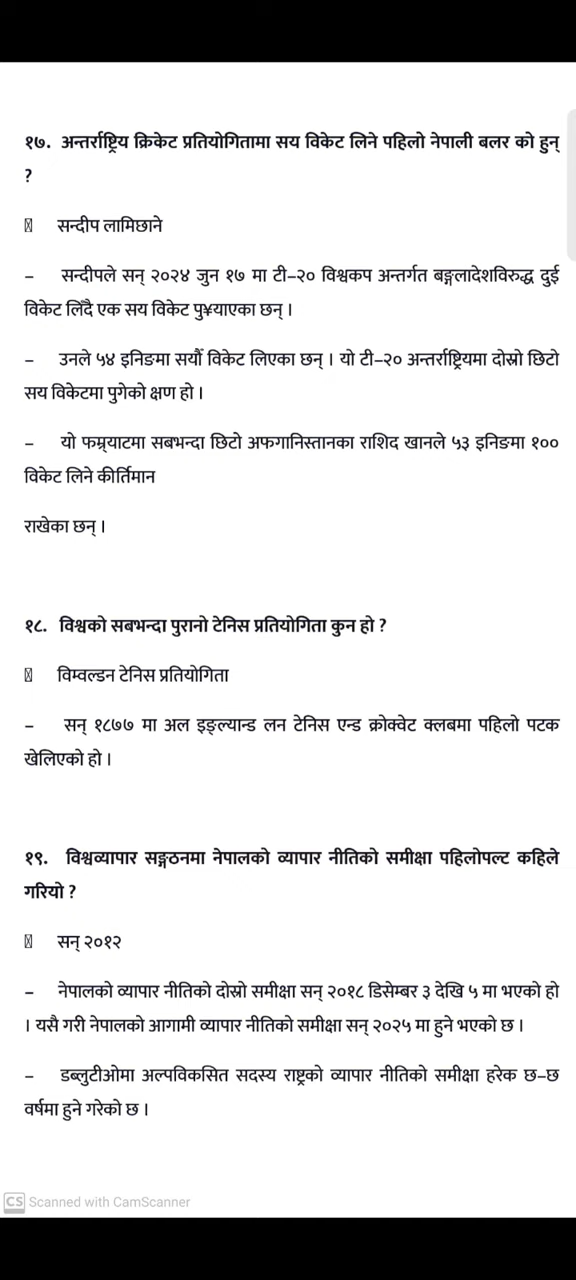 १७. अन्तर्राष्ट्रिय क्रिकेट प्रतियोगितामा सय विकेट लिने पहिलो नेपाली बलर को हुन्
?
सन्दीप लामिछाने
– सन्दीपले सन् २०२४ जुन १७ मा टी–२० विश्वकप अन्तर्गत बङ्गलादेशविरुद्ध दुई
विकेट लिँदै एक सय विकेट पु¥याएका छन् ।
– उनले ५४ इनिङमा सयौँ विकेट लिएका छन् । यो टी–२० अन्तर्राष्ट्रियमा दोस्रो छिटो
सय विकेटमा पुगेको क्षण हो ।
– यो फम्र्याटमा सबभन्दा छिटो अफगानिस्तानका राशिद खानले ५३ इनिङमा १००
विकेट लिने कीर्तिमान
राखेका छन् ।
१८. विश्वको सबभन्दा पुरानो टेनिस प्रतियोगिता कुन हो ?
विम्वल्डन टेनिस प्रतियोगिता
– सन् १८७७ मा अल इङ्ल्यान्ड लन टेनिस एन्ड क्रोक्वेट क्लबमा पहिलो पटक
खेलिएको हो ।
१९. विश्वव्यापार सङ्गठनमा नेपालको व्यापार नीतिको समीक्षा पहिलोपल्ट कहिले
गरियो ?
सन् २०१२
– नेपालको व्यापार नीतिको दोस्रो समीक्षा सन् २०१८ डिसेम्बर ३ देखि ५ मा भएको हो
। यसै गरी नेपालको आगामी व्यापार नीतिको समीक्षा सन् २०२५ मा हुने भएको छ ।
– डब्लुटीओमा अल्पविकसित सदस्य राष्ट्रको व्यापार नीतिको समीक्षा हरेक छ–छ
वर्षमा हुने गरेको छ ।
CS Scanned with CamScanner